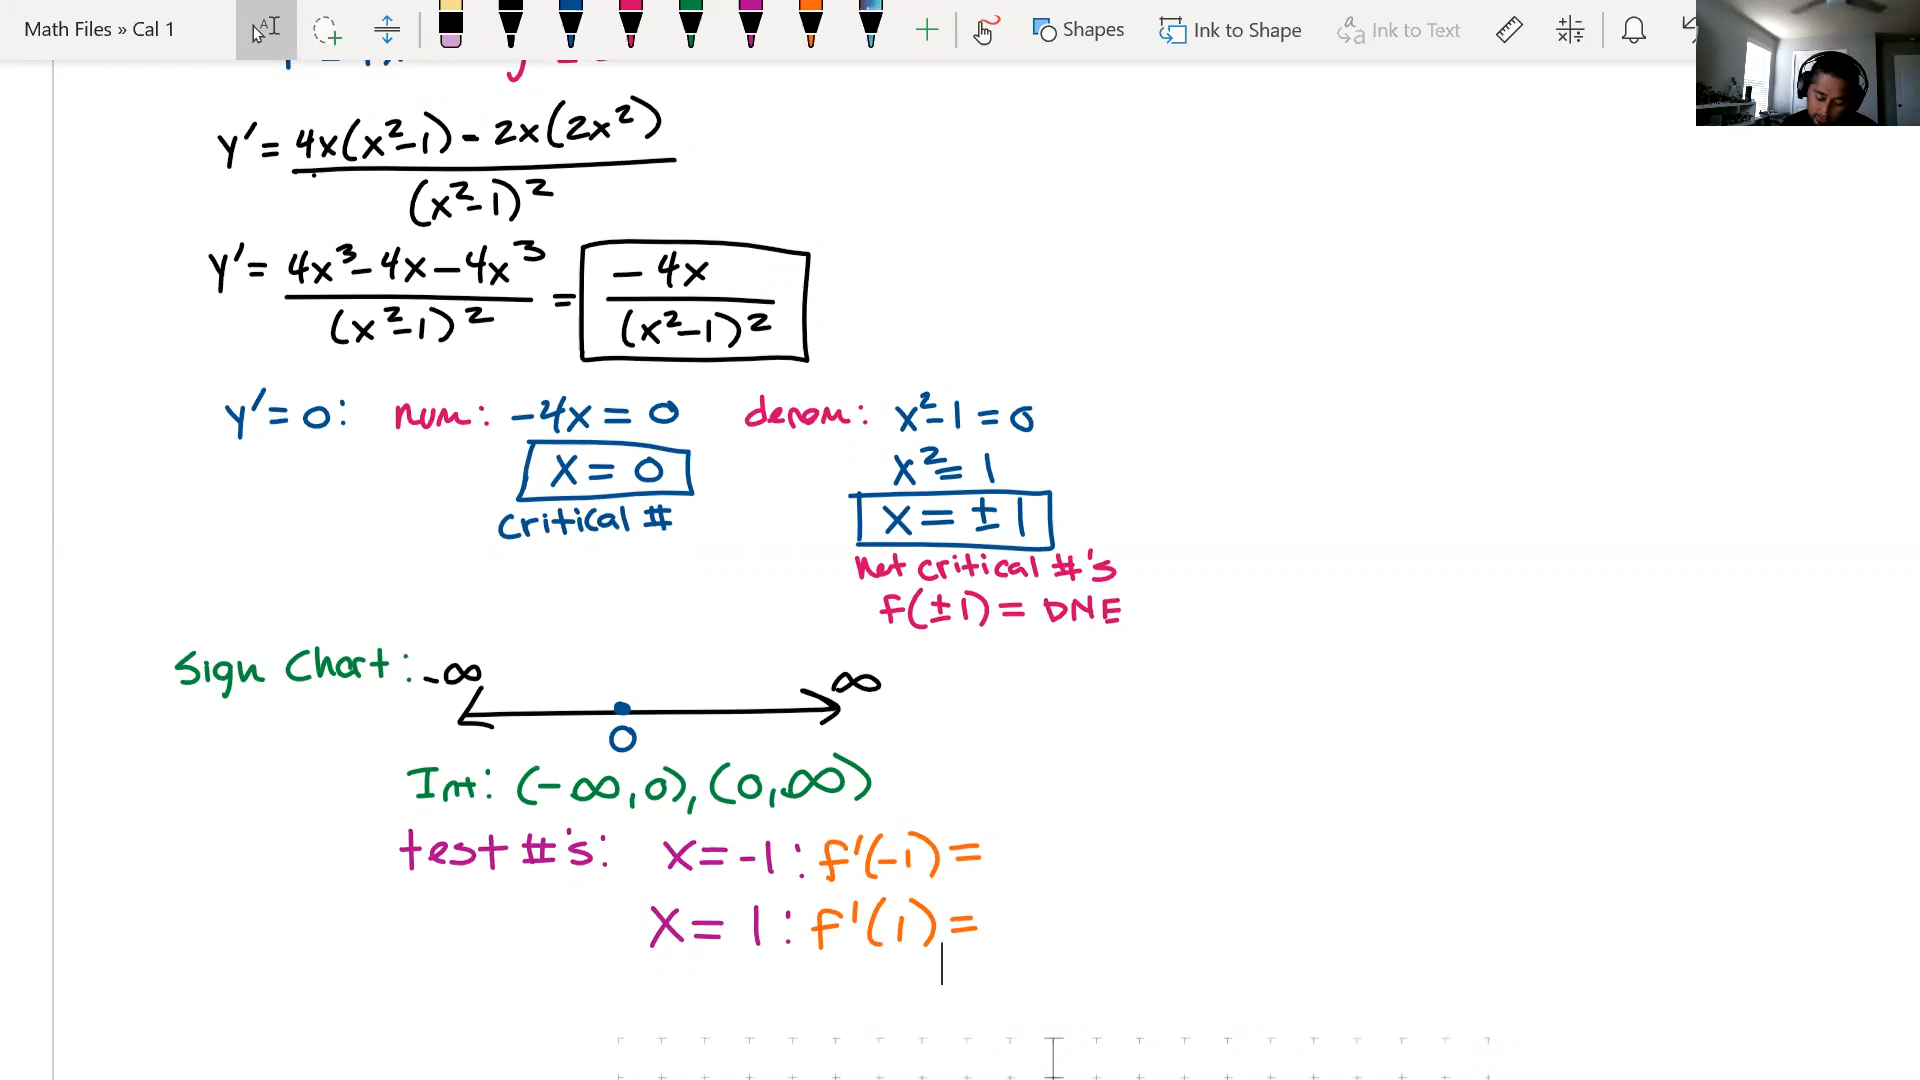 Math Files » Cal 1
Shapes
Ink to Shape
Ink to Text
y' = 4x(x²-1) - 2x(2x²)
(x²-1)²
y' = 4x³-4x-4x³ = -4x
(x²-1)² (x²-1)²
y' = 0: num: -4x = 0 denom: x²-1 = 0
x = 0 x² = 1
critical # x = ± 1
Not critical #'s
f(±1) = DNE
Sign Chart: -∞ ∞
0
Int: (-∞,0), (0,∞)
test #'s: x = -1: f'(-1) =
x = 1: f'(1) =